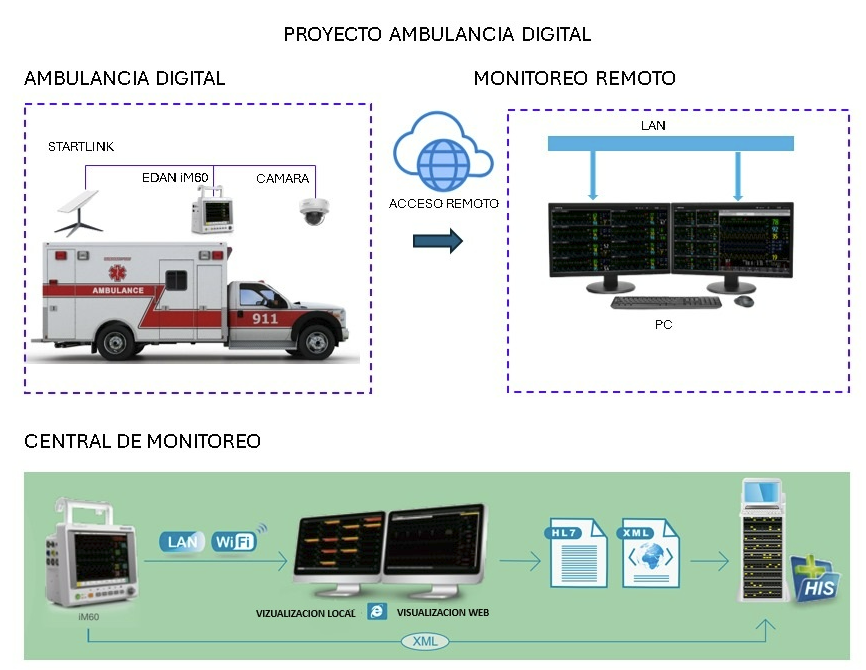 PROYECTO AMBULANCIA DIGITAL
AMBULANCIA DIGITAL
MONITOREO REMOTO
STARTLINK
EDAN iM60
CAMARA
ACCESO REMOTO
LAN
AMBULANCE
911
PC
CENTRAL DE MONITOREO
LAN
WiFi
HL7
XML
HIS
iM60
VIZUALIZACION LOCAL
VISUALIZACION WEB
XML